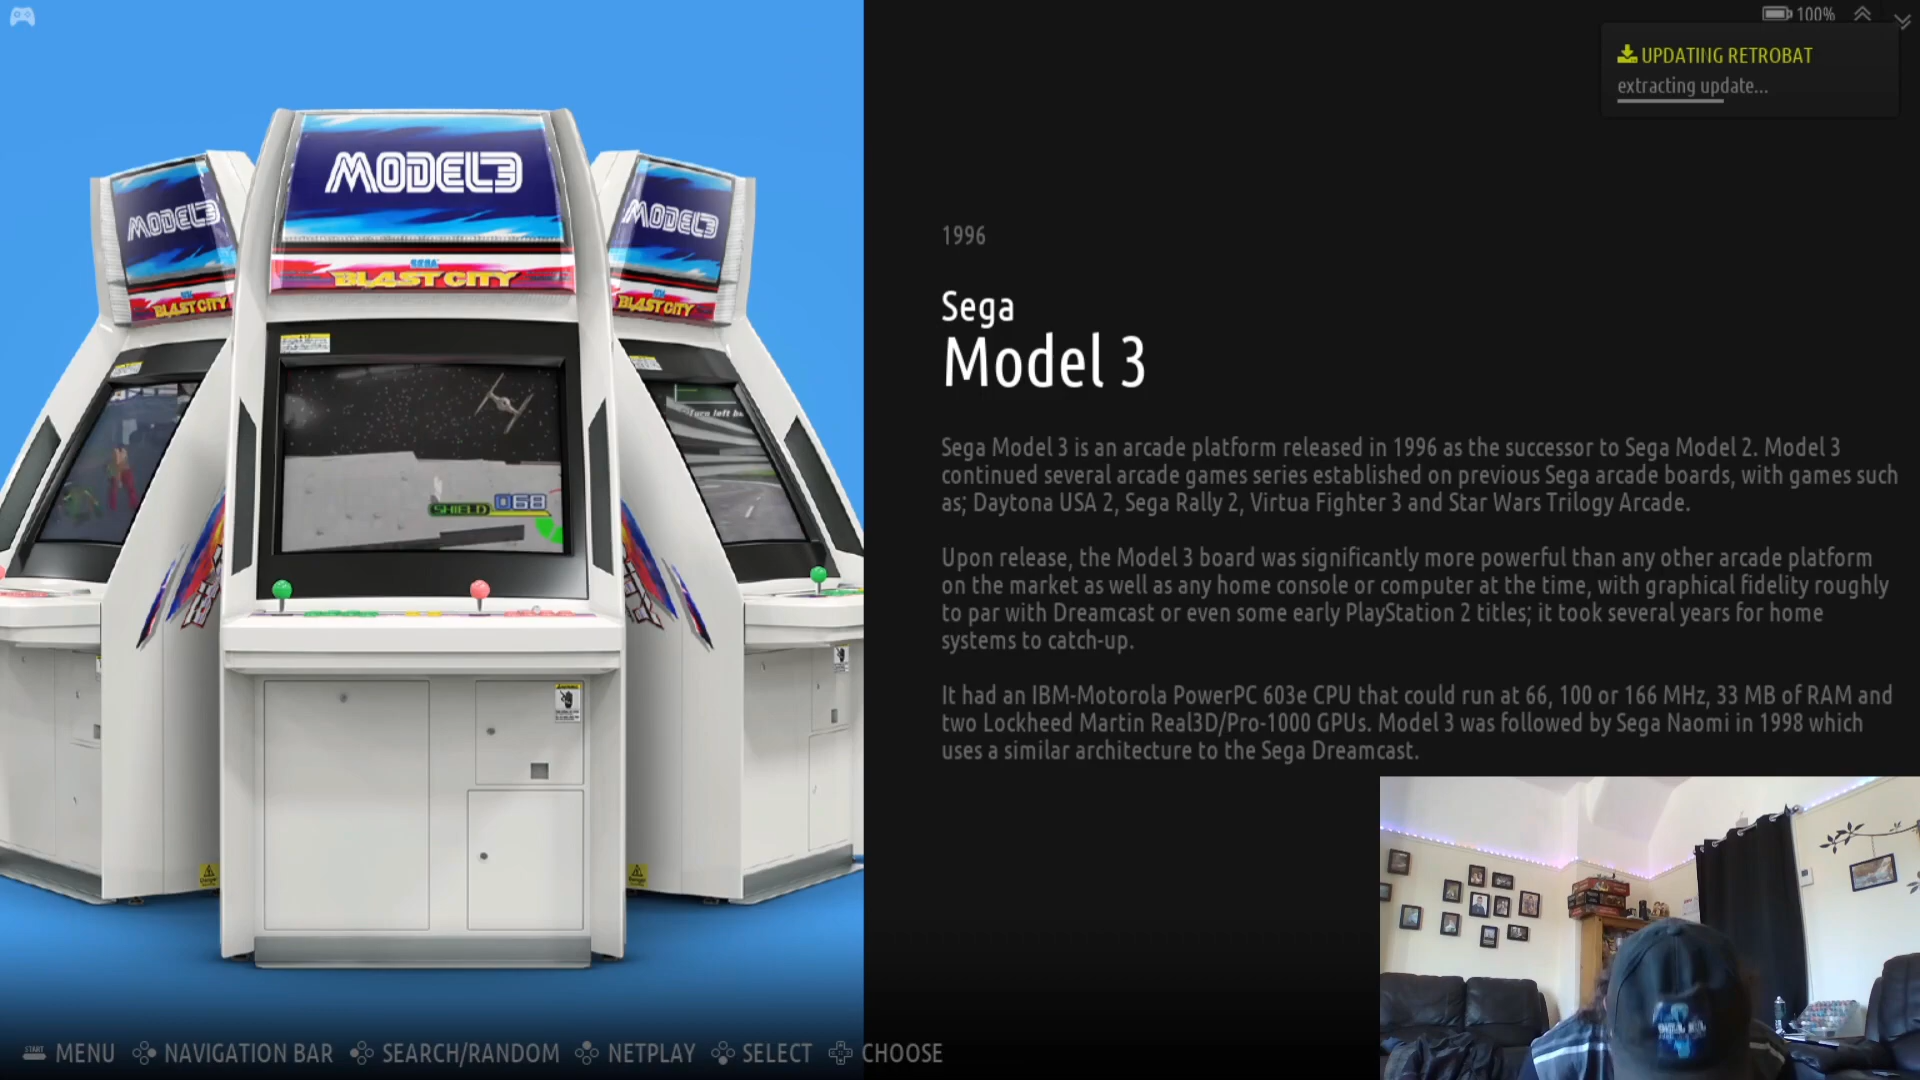 100%
UPDATING RETROBAT
extracting update...
MODEL3
MODEL3
MODEL3
SEGA
BLAST CITY
BLAST CITY
BLAST CITY
Turn left
SHIELD 068
1996
Sega
Model 3
Sega Model 3 is an arcade platform released in 1996 as the successor to Sega Model 2. Model 3
continued several arcade games series established on previous Sega arcade boards, with games such
as; Daytona USA 2, Sega Rally 2, Virtua Fighter 3 and Star Wars Trilogy Arcade.
Upon release, the Model 3 board was significantly more powerful than any other arcade platform
on the market as well as any home console or computer at the time, with graphical fidelity roughly
to par with Dreamcast or even some early PlayStation 2 titles; it took several years for home
systems to catch-up.
It had an IBM-Motorola PowerPC 603e CPU that could run at 66, 100 or 166 MHz, 33 MB of RAM and
two Lockheed Martin Real3D/Pro-1000 GPUs. Model 3 was followed by Sega Naomi in 1998 which
uses a similar architecture to the Sega Dreamcast.
START MENU NAVIGATION BAR SEARCH/RANDOM NETPLAY SELECT CHOOSE